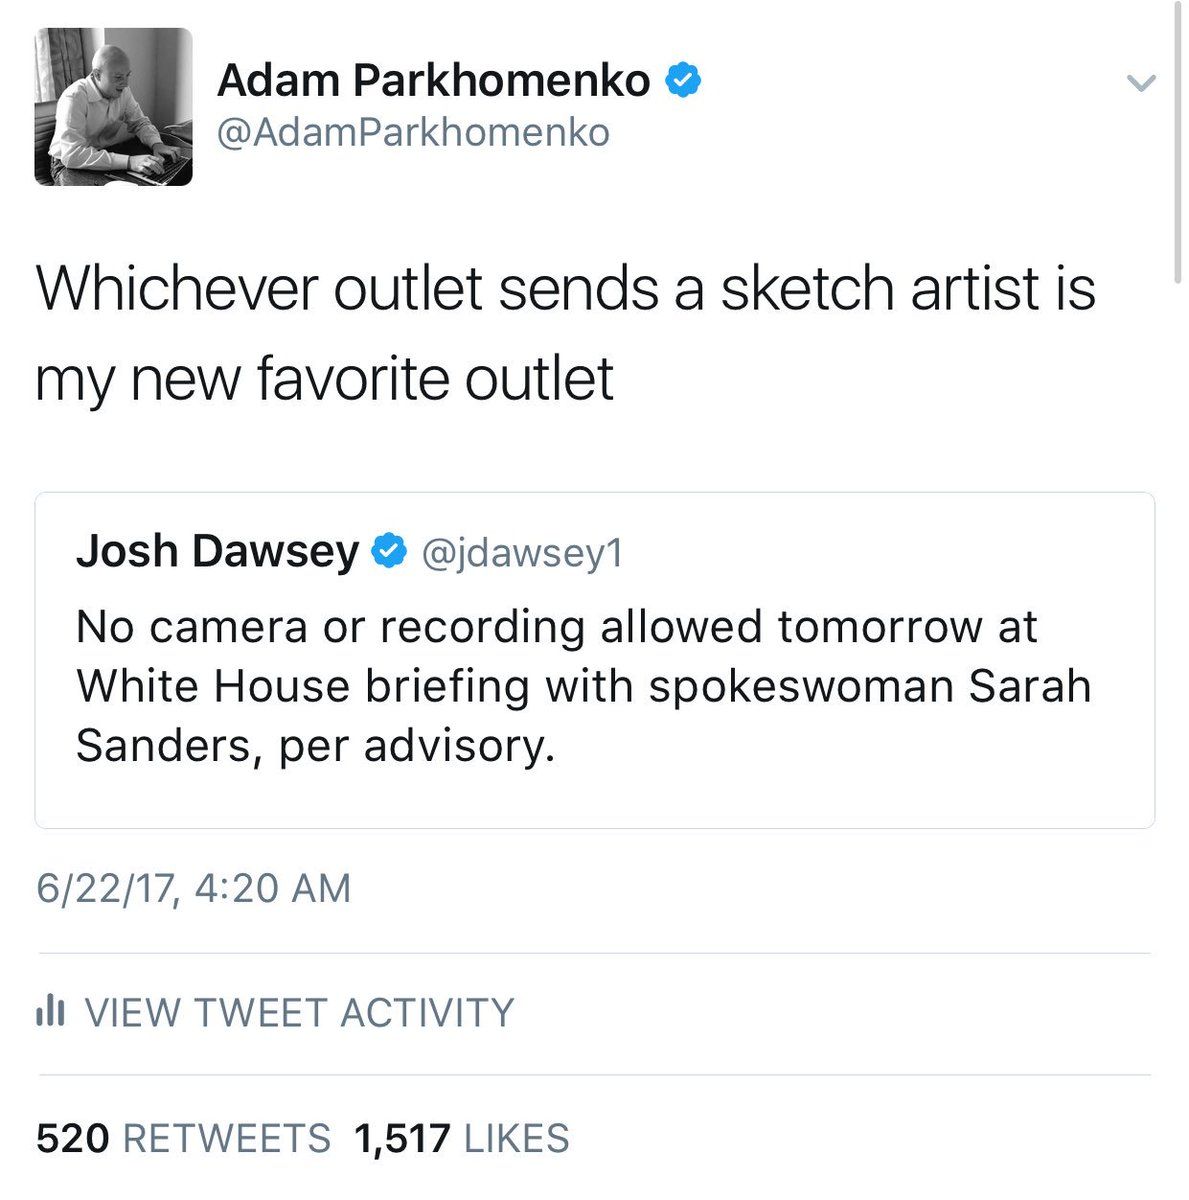 Adam Parkhomenko
@AdamParkhomenko
Whichever outlet sends a sketch artist is
my new favorite outlet
Josh Dawsey @jdawsey1
No camera or recording allowed tomorrow at
White House briefing with spokeswoman Sarah
Sanders, per advisory.
6/22/17, 4:20 AM
VIEW TWEET ACTIVITY
520 RETWEETS 1,517 LIKES